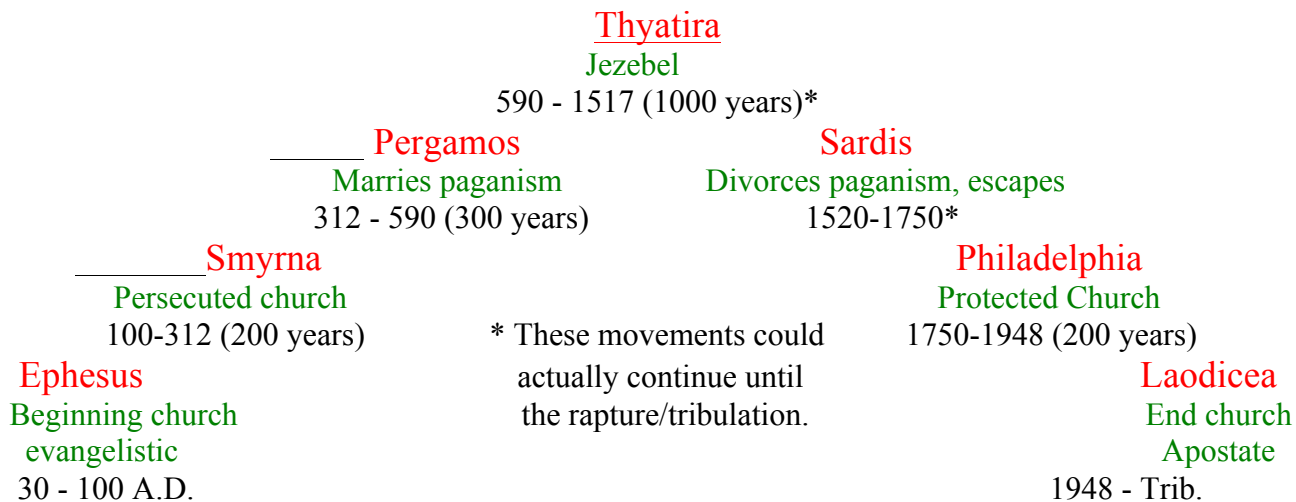 Thyatira
Jezebel
590 - 1517 (1000 years)*
Pergamos Sardis
Marries paganism Divorces paganism, escapes
312 - 590 (300 years) 1520-1750*
Smyrna Philadelphia
Persecuted church Protected Church
100-312 (200 years) * These movements could 1750-1948 (200 years)
Ephesus actually continue until Laodicea
Beginning church the rapture/tribulation. End church
evangelistic Apostate
30 - 100 A.D. 1948 - Trib.